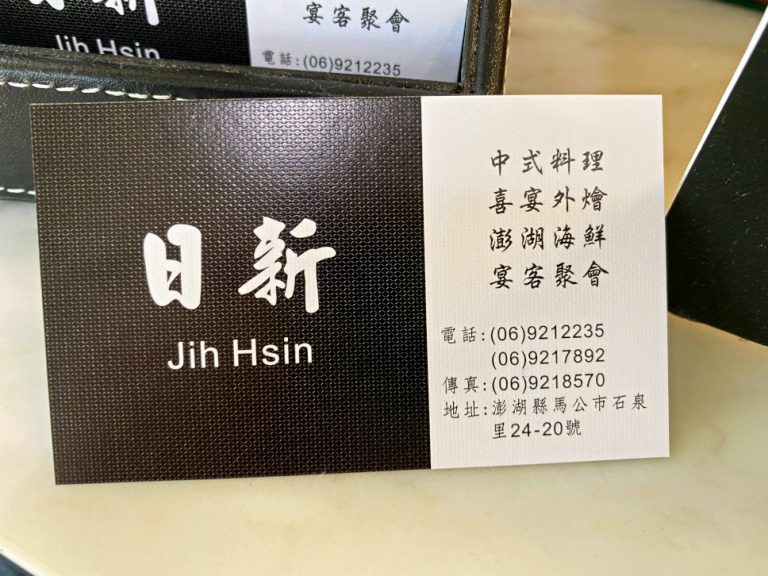 宴客聚會
Jih Hsin
電話:(06)9212235
日新
Jih Hsin
中式料理
喜宴外燴
澎湖海鮮
宴客聚會
電話:(06)9212235
(06)9217892
傳真:(06)9218570
地址:澎湖縣馬公市石泉
里24-20號